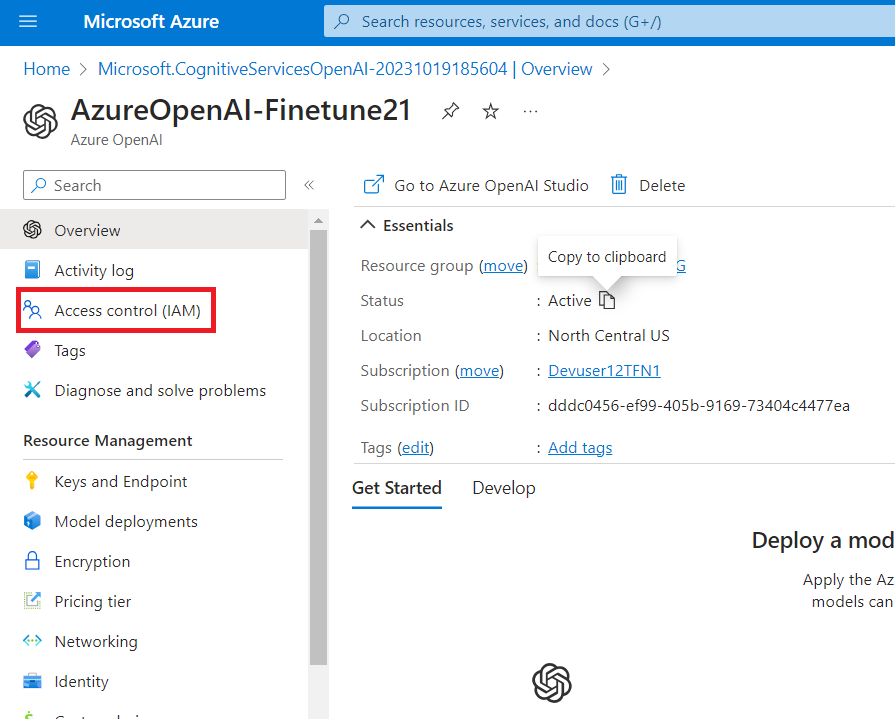 Microsoft Azure
Search resources, services, and docs (G+/)
Home > Microsoft.CognitiveServicesOpenAI-20231019185604 | Overview >
AzureOpenAI-Finetune21
Azure OpenAI
Search
Overview
Activity log
Access control (IAM)
Tags
Diagnose and solve problems
Resource Management
Keys and Endpoint
Model deployments
Encryption
Pricing tier
Networking
Identity
Go to Azure OpenAI Studio
Delete
Essentials
Copy to clipboard
Resource group (move) : G
Status : Active
Location : North Central US
Subscription (move) : Devuser12TFN1
Subscription ID : dddc0456-ef99-405b-9169-73404c4477ea
Tags (edit) : Add tags
Get Started Develop
Deploy a mod
Apply the Az
models can